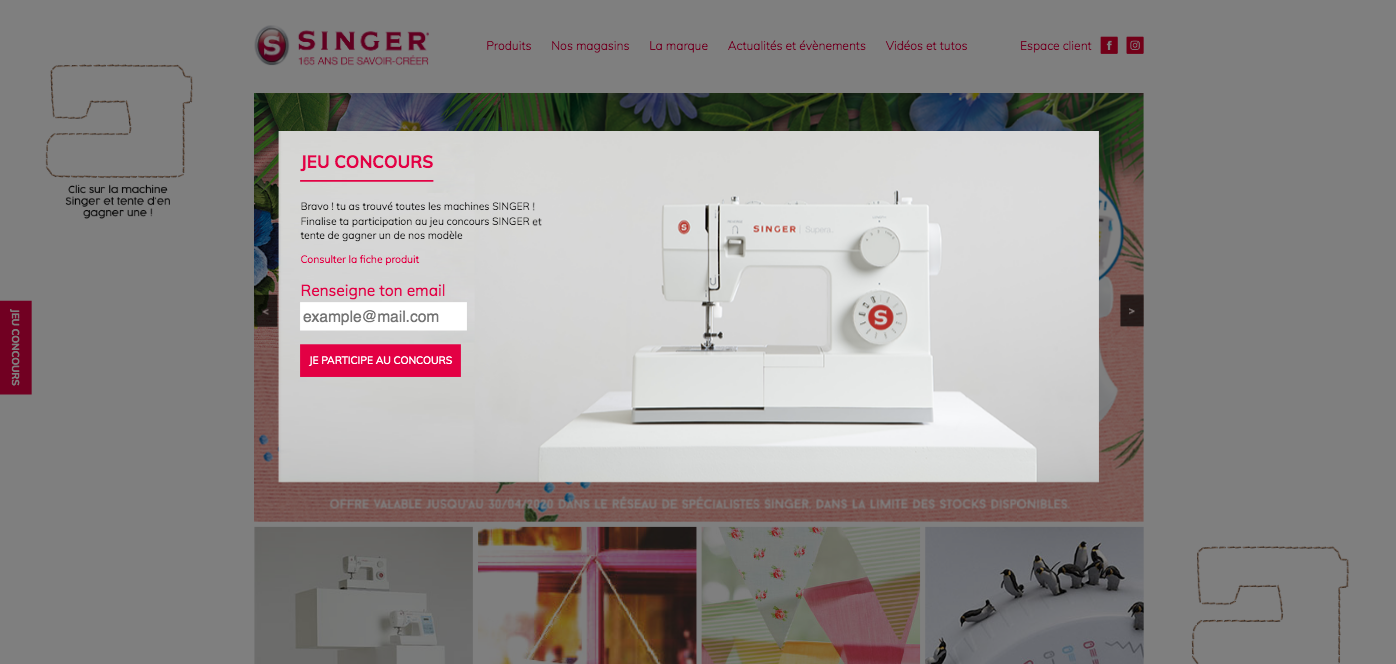 S SINGER
165 ANS DE SAVOIR-CRÉER
Produits Nos magasins La marque Actualités et évènements Vidéos et tutos Espace client
Clic sur la machine
Singer et tente d'en
gagner une !
JEU CONCOURS
JEU CONCOURS
Bravo ! tu as trouvé toutes les machines SINGER !
Finalise ta participation au jeu concours SINGER et
tente de gagner un de nos modèle
Consulter la fiche produit
Renseigne ton email
example@mail.com
JE PARTICIPE AU CONCOURS
S
SINGER
S
<
>
OFFRE VALABLE JUSQU'AU 30/04/2020 DANS LE RÉSEAU DE SPÉCIALISTES SINGER, DANS LA LIMITE DES STOCKS DISPONIBLES.